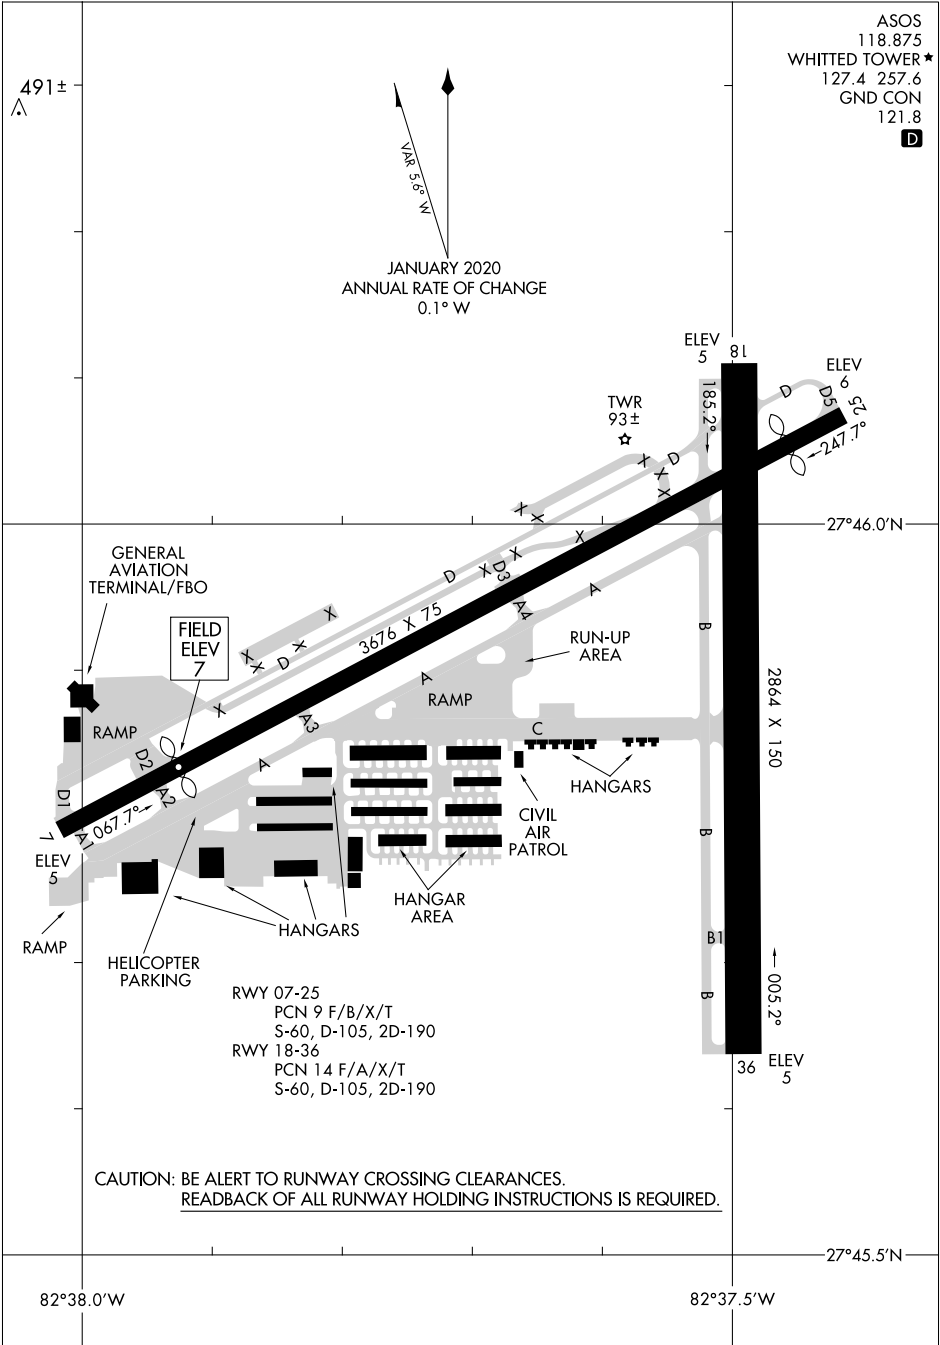 ASOS
118.875
WHITTED TOWER★
127.4 257.6
GND CON
121.8
D
491±
VAR 5.6° W
JANUARY 2020
ANNUAL RATE OF CHANGE
0.1° W
ELEV
5
18
ELEV
6
25
D
D5
185.2°
247.7°
TWR
93±
X
D
X
X
X
X
27°46.0'N
X
X
D3
X
D
A4
A
GENERAL
AVIATION
TERMINAL/FBO
FIELD
ELEV
7
3676 X 75
X
X
D
X
X
X
B
RUN-UP
AREA
A
RAMP
2864 X 150
RAMP
A3
C
D2
A
A2
HANGARS
D1
067.7°
A1
7
ELEV
5
CIVIL
AIR
PATROL
B
HANGAR
AREA
RAMP
HANGARS
HELICOPTER
PARKING
B1
005.2°
B
RWY 07-25
PCN 9 F/B/X/T
S-60, D-105, 2D-190
RWY 18-36
PCN 14 F/A/X/T
S-60, D-105, 2D-190
36
ELEV
5
CAUTION: BE ALERT TO RUNWAY CROSSING CLEARANCES.
READBACK OF ALL RUNWAY HOLDING INSTRUCTIONS IS REQUIRED.
27°45.5'N
82°38.0'W
82°37.5'W